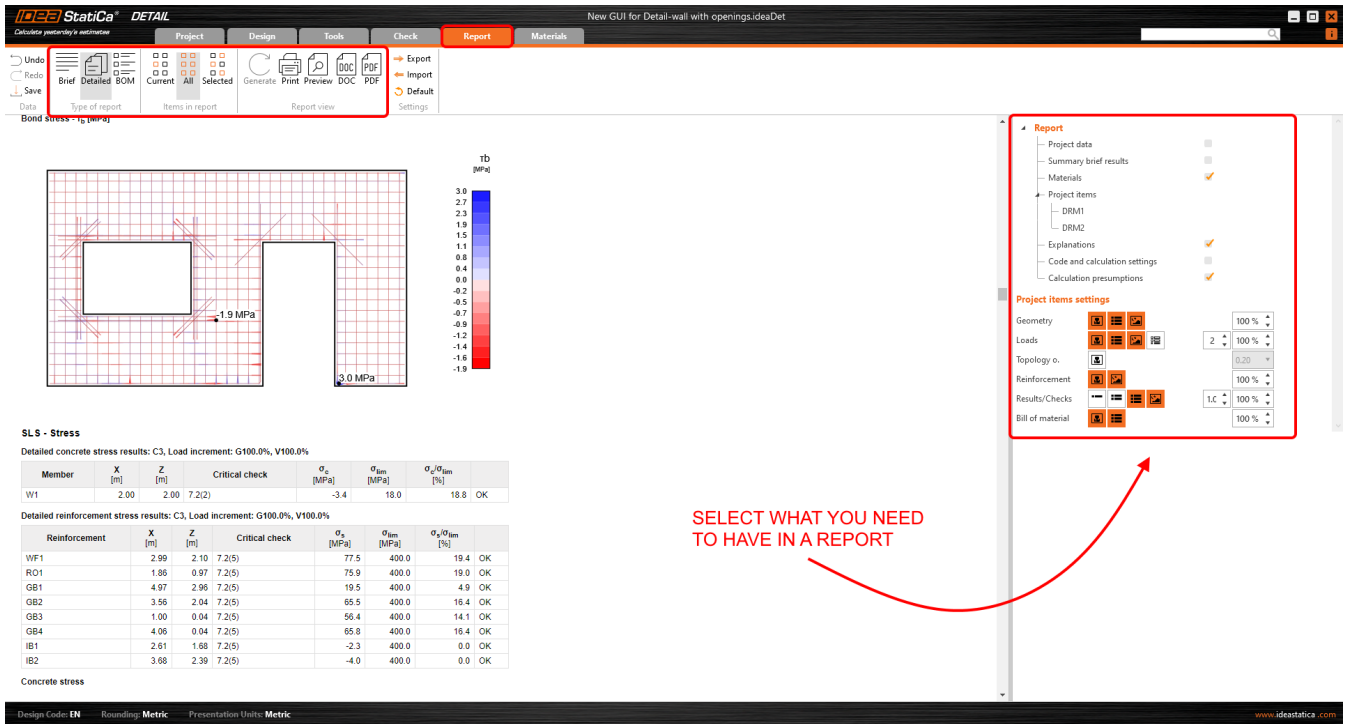 IDEA StatiCa® DETAIL
Calculate yesterday's estimates
New GUI for Detail-wall with openings.ideaDet
Project Design Tools Check Report Materials
Undo
Redo
Save
Data
Brief Detailed BOM
Type of report
Current All Selected
Items in report
Generate Print Preview DOC PDF
Report view
Export
Import
Default
Settings
Bond stress - τb [MPa]
τb
[MPa]
3.0
2.7
2.3
1.9
1.5
1.1
0.8
0.4
0.0
-0.2
-0.5
-0.7
-0.9
-1.2
-1.4
-1.6
-1.9
-1.9 MPa
3.0 MPa
SLS - Stress
Detailed concrete stress results: C3, Load increment: G100.0%, V100.0%
Member X [m] Z [m] Critical check σc [MPa] σlim [MPa] σc/σlim [%]
W1 2.00 2.00 7.2(2) -3.4 18.0 18.8 OK
Detailed reinforcement stress results: C3, Load increment: G100.0%, V100.0%
Reinforcement X [m] Z [m] Critical check σs [MPa] σlim [MPa] σs/σlim [%]
WF1 2.99 2.10 7.2(5) 77.5 400.0 19.4 OK
RO1 1.86 0.97 7.2(5) 75.9 400.0 19.0 OK
GB1 4.97 2.96 7.2(5) 19.5 400.0 4.9 OK
GB2 3.56 2.04 7.2(5) 65.5 400.0 16.4 OK
GB3 1.00 0.04 7.2(5) 56.4 400.0 14.1 OK
GB4 4.06 0.04 7.2(5) 65.8 400.0 16.4 OK
IB1 2.61 1.68 7.2(5) -2.3 400.0 0.0 OK
IB2 3.68 2.39 7.2(5) -4.0 400.0 0.0 OK
Concrete stress
SELECT WHAT YOU NEED
TO HAVE IN A REPORT
Report
Project data
Summary brief results
Materials
Project items
DRM1
DRM2
Explanations
Code and calculation settings
Calculation presumptions
Project items settings
Geometry 100 %
Loads 2 100 %
Topology o. 0.20
Reinforcement 100 %
Results/Checks 1.0 100 %
Bill of material 100 %
Design Code: EN Rounding: Metric Presentation Units: Metric
www.ideastatica.com